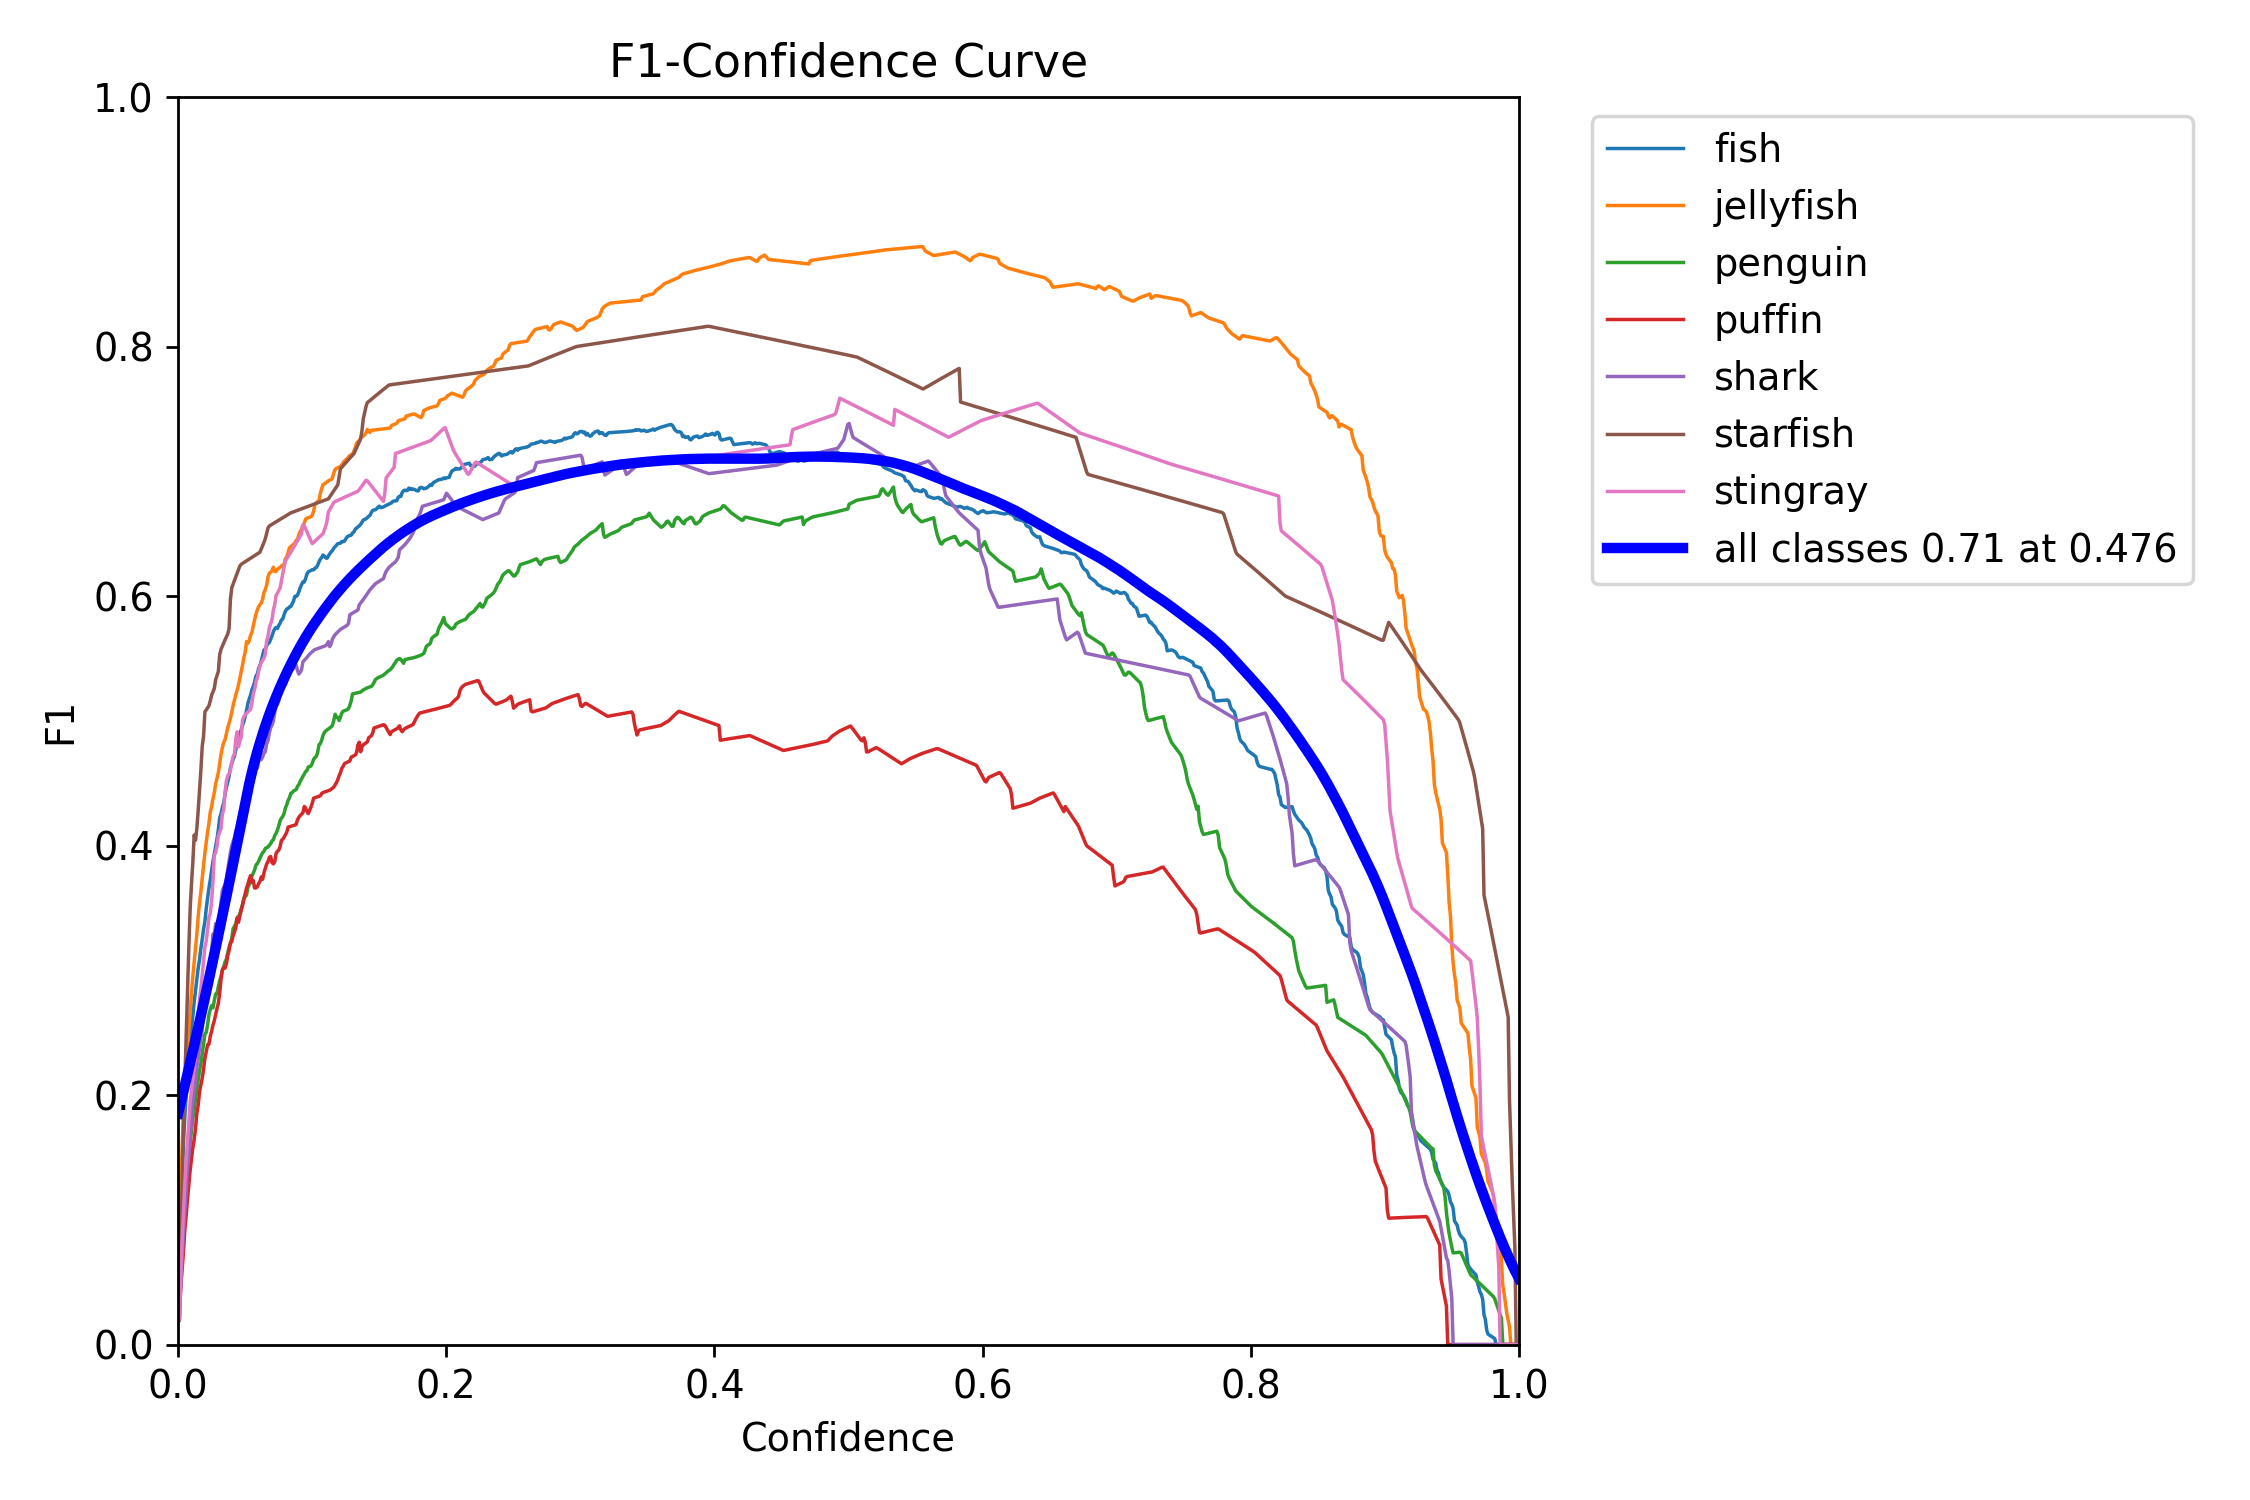 F1-Confidence Curve
1.0
0.8
0.6
0.4
0.2
0.0
F1
0.0 0.2 0.4 0.6 0.8 1.0
Confidence
fish
jellyfish
penguin
puffin
shark
starfish
stingray
all classes 0.71 at 0.476